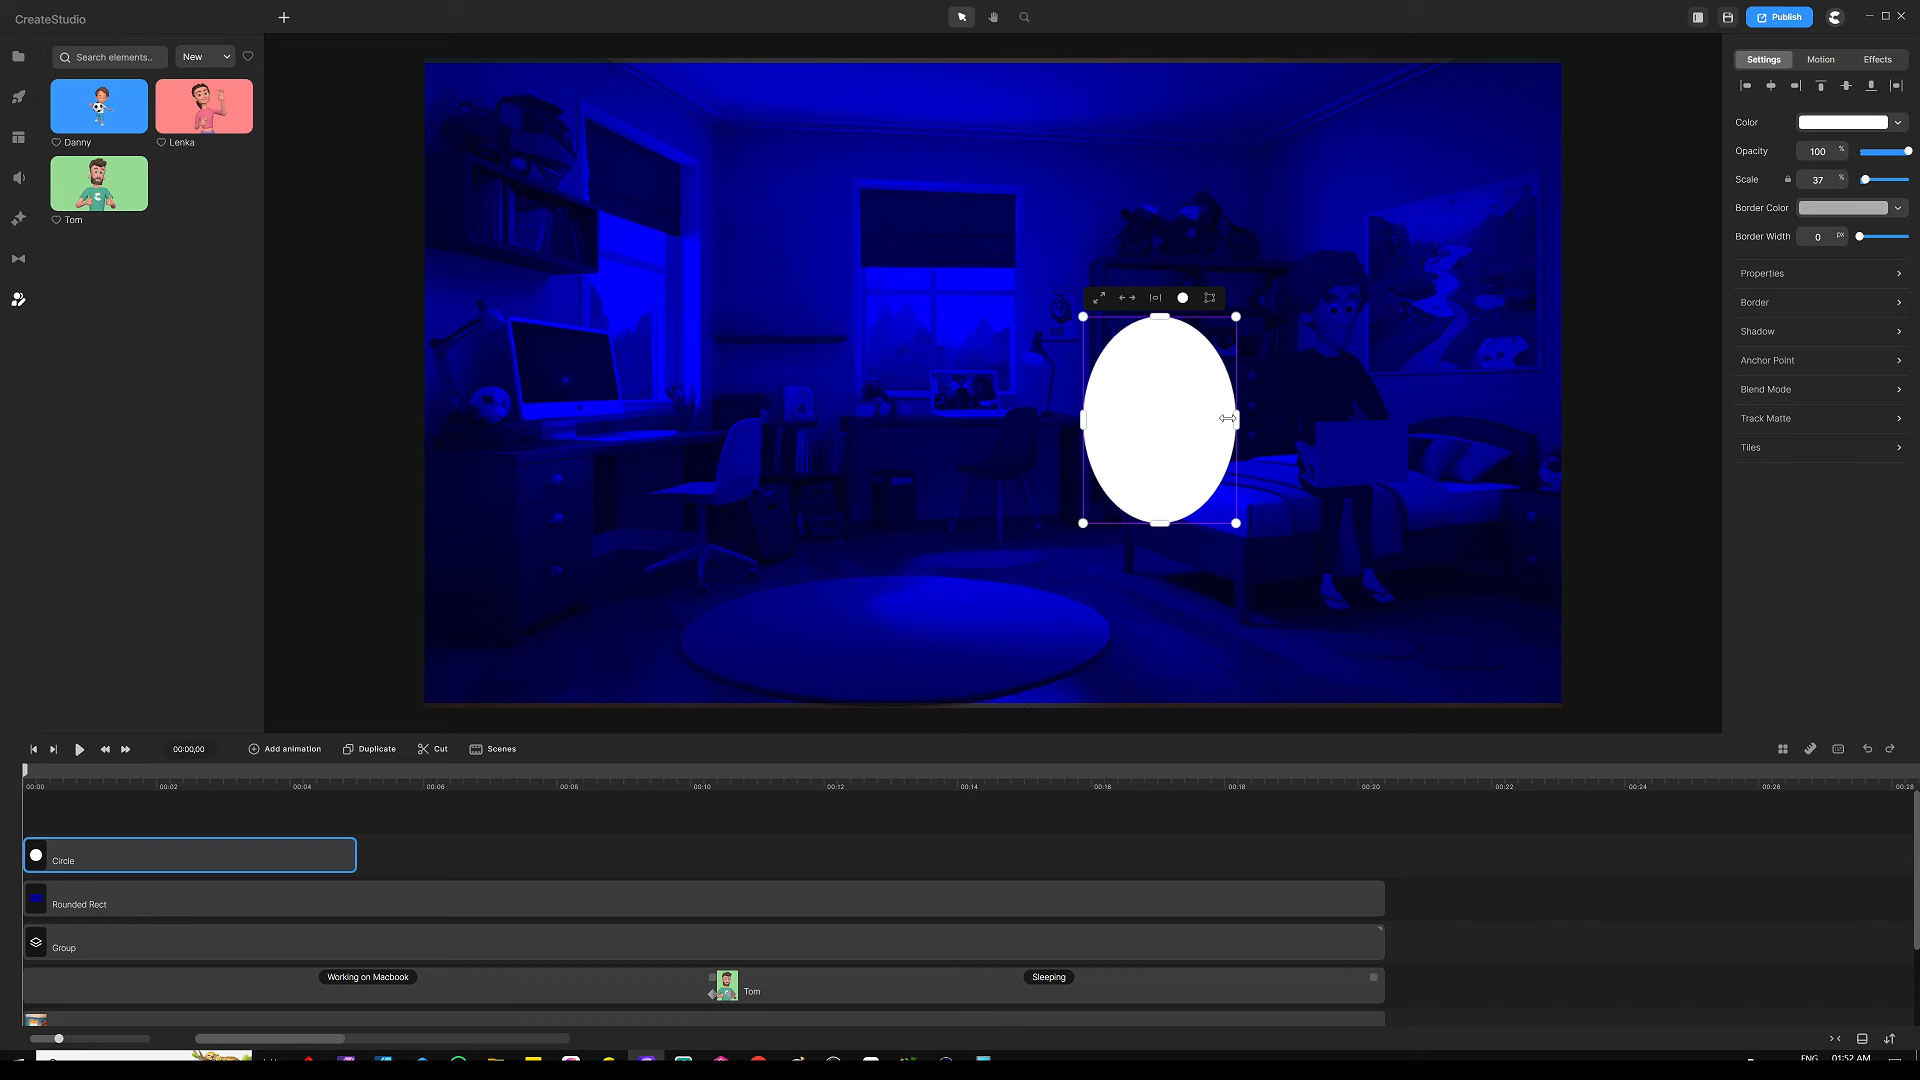 CreateStudio
Publish
Search elements..
New
Danny
Lenka
Tom
Settings
Motion
Effects
Color
Opacity
100 %
Scale
37 %
Border Color
Border Width
0 px
Properties
Border
Shadow
Anchor Point
Blend Mode
Track Matte
Tiles
00:00,00
Add animation
Duplicate
Cut
Scenes
00:00 00:02 00:04 00:06 00:08 00:10 00:12 00:14 00:16 00:18 00:20 00:22 00:24 00:26 00:28
Circle
Rounded Rect
Group
Working on Macbook
Sleeping
Tom
ENG
01:52 AM